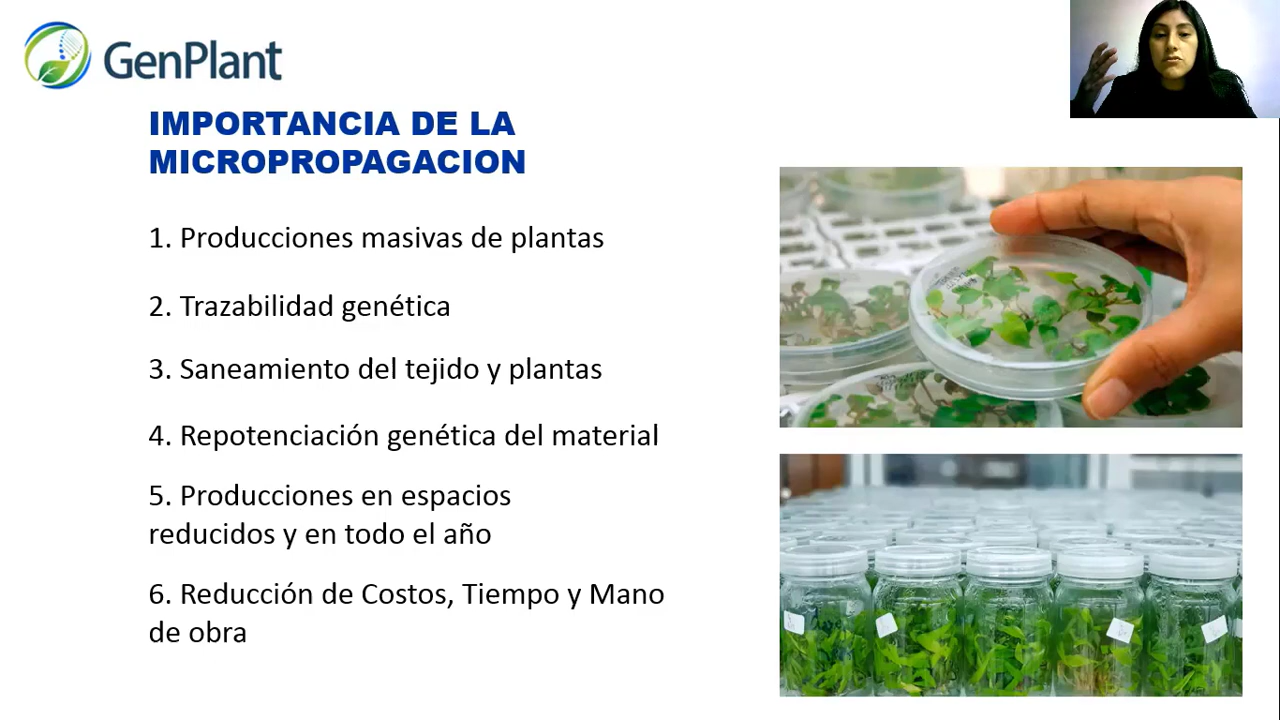 GenPlant
IMPORTANCIA DE LA
MICROPROPAGACION
1. Producciones masivas de plantas
2. Trazabilidad genética
3. Saneamiento del tejido y plantas
4. Repotenciación genética del material
5. Producciones en espacios
reducidos y en todo el año
6. Reducción de Costos, Tiempo y Mano
de obra